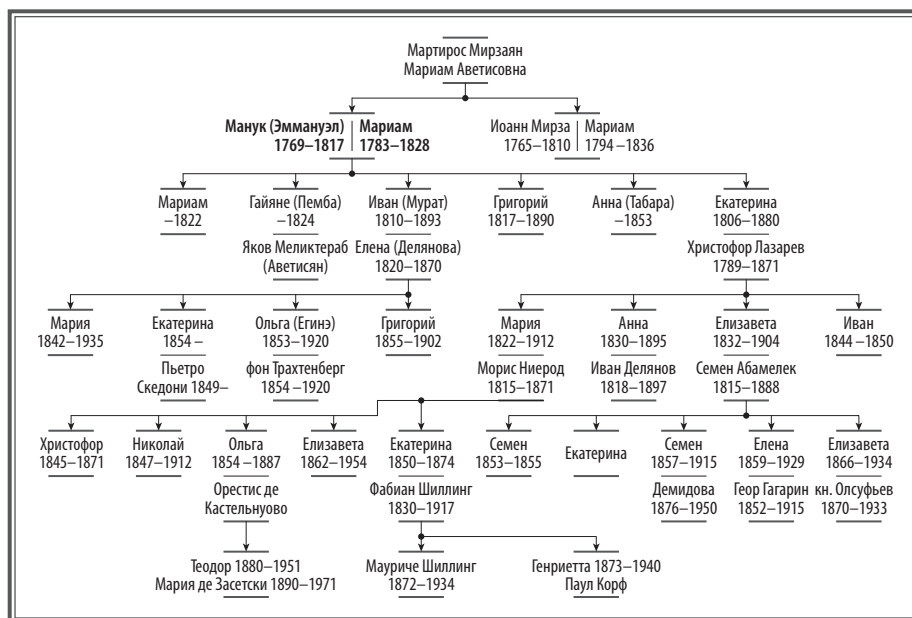 Мартирос Мирзаян
Мариам Аветисовна
Манук (Эммануэл)
1769–1817
Мариам
1783–1828
Иоанн Мирза
1765–1810
Мариам
1794 –1836
Мариам
–1822
Гайяне (Пемба)
–1824
Иван (Мурат)
1810–1893
Григорий
1817–1890
Анна (Табара)
–1853
Екатерина
1806–1880
Яков Меликтераб
(Аветисян)
Елена (Делянова)
1820–1870
Христофор Лазарев
1789–1871
Мария
1842–1935
Екатерина
1854 –
Ольга (Егинэ)
1853–1920
Григорий
1855–1902
Мария
1822–1912
Анна
1830–1895
Елизавета
1832–1904
Иван
1844 –1850
Пьетро
Скедони 1849–
фон Трахтенберг
1854 –1920
Морис Ниерод
1815–1871
Иван Делянов
1818–1897
Семен Абамелек
1815–1888
Христофор
1845–1871
Николай
1847–1912
Ольга
1854 –1887
Елизавета
1862–1954
Екатерина
1850–1874
Семен
1853–1855
Екатерина
Семен
1857–1915
Елена
1859–1929
Елизавета
1866–1934
Орестис де
Кастельнуово
Фабиан Шиллинг
1830–1917
Демидова
1876–1950
Геор Гагарин
1852–1915
кн. Олсуфьев
1870–1933
Теодор 1880–1951
Мария де Засетски 1890–1971
Мауриче Шиллинг
1872–1934
Генриетта 1873–1940
Паул Корф